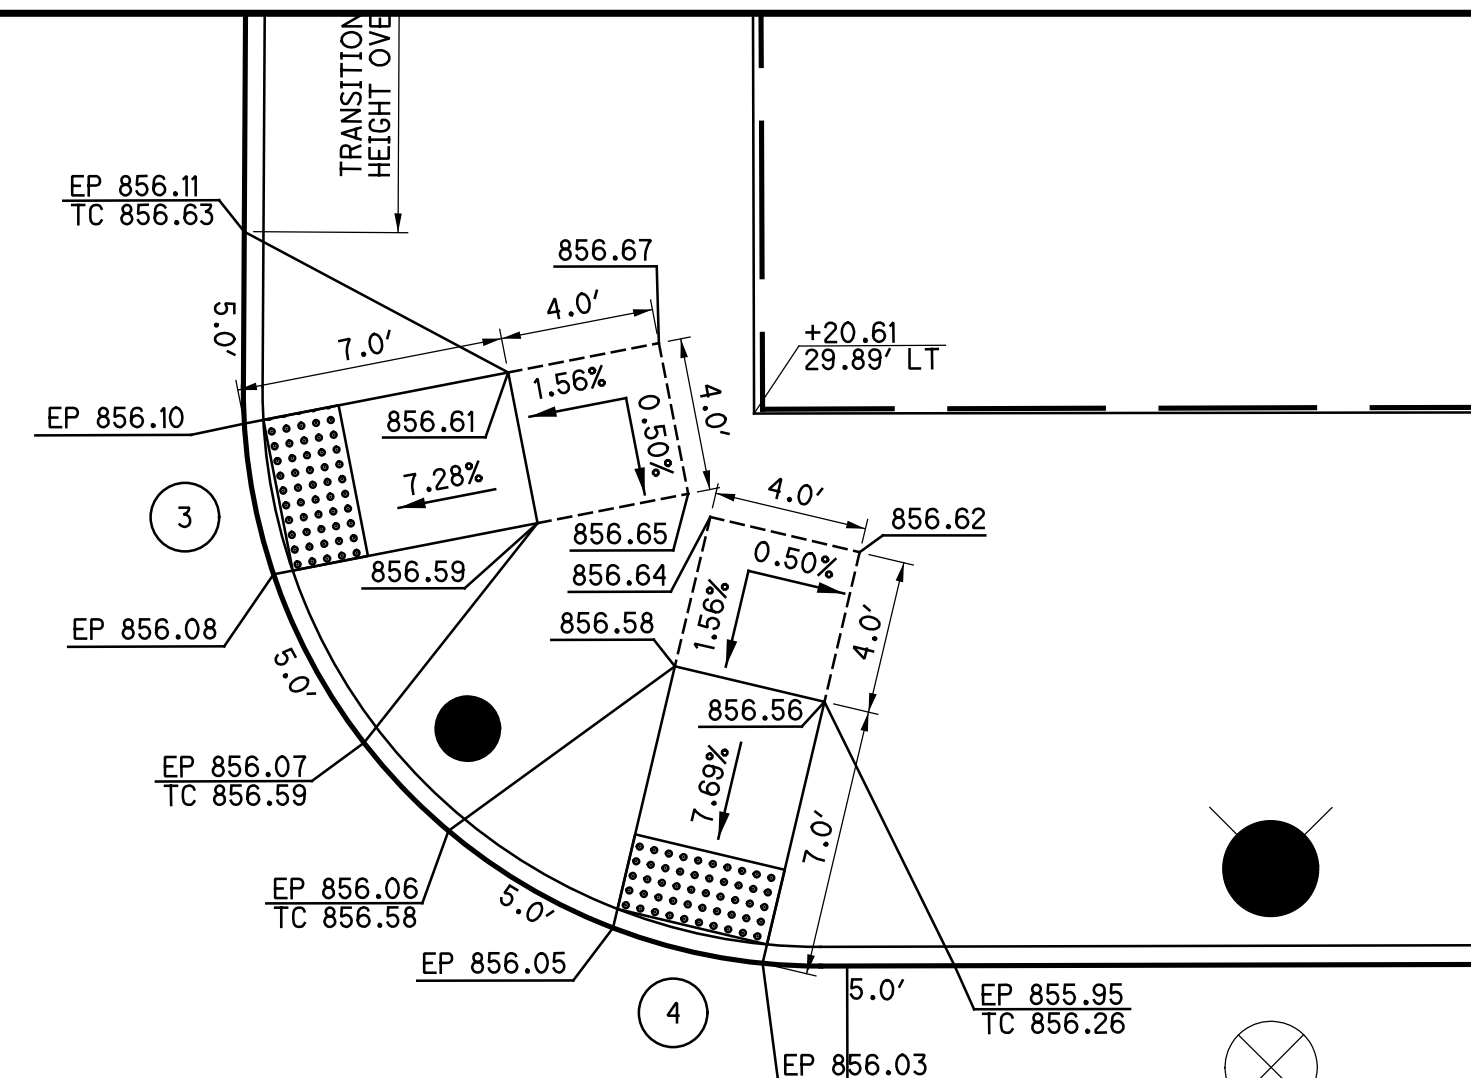 TRANSITION
HEIGHT OVE
EP 856.11
TC 856.63
856.67
4.0'
7.0'
5.0'
+20.61
29.89' LT
1.56%
0.50%
4.0'
EP 856.10
856.61
7.28%
3
4.0'
856.62
856.65
0.50%
856.59
856.64
1.56%
856.58
4.0'
EP 856.08
5.0'
856.56
7.69%
7.0'
EP 856.07
TC 856.59
EP 856.06
TC 856.58
5.0'
EP 856.05
4
5.0'
EP 855.95
TC 856.26
EP 856.03